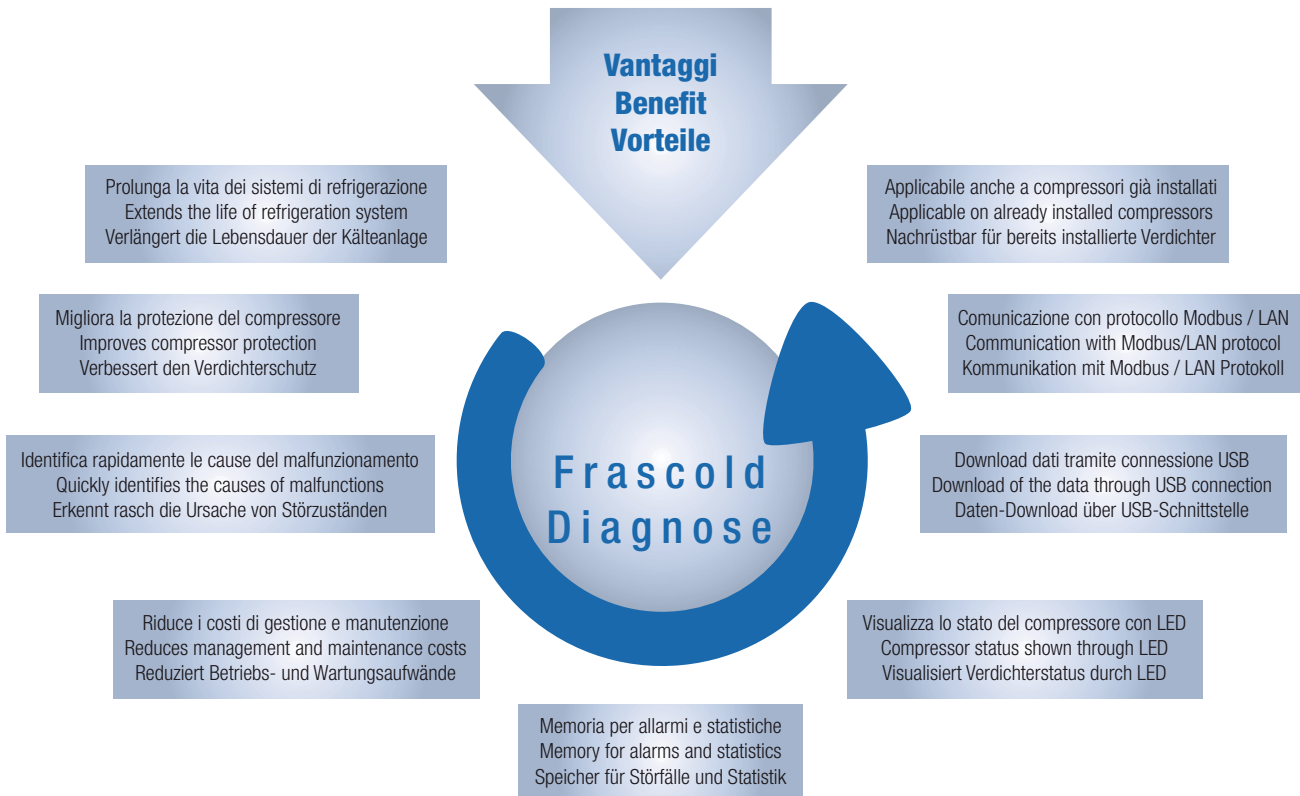 Vantaggi
Benefit
Vorteile
Prolunga la vita dei sistemi di refrigerazione
Extends the life of refrigeration system
Verlängert die Lebensdauer der Kälteanlage
Applicabile anche a compressori già installati
Applicable on already installed compressors
Nachrüstbar für bereits installierte Verdichter
Migliora la protezione del compressore
Improves compressor protection
Verbessert den Verdichterschutz
Comunicazione con protocollo Modbus / LAN
Communication with Modbus/LAN protocol
Kommunikation mit Modbus / LAN Protokoll
Identifica rapidamente le cause del malfunzionamento
Quickly identifies the causes of malfunctions
Erkennt rasch die Ursache von Störzuständen
Frascold
Diagnose
Download dati tramite connessione USB
Download of the data through USB connection
Daten-Download über USB-Schnittstelle
Riduce i costi di gestione e manutenzione
Reduces management and maintenance costs
Reduziert Betriebs- und Wartungsaufwände
Visualizza lo stato del compressore con LED
Compressor status shown through LED
Visualisiert Verdichterstatus durch LED
Memoria per allarmi e statistiche
Memory for alarms and statistics
Speicher für Störfälle und Statistik